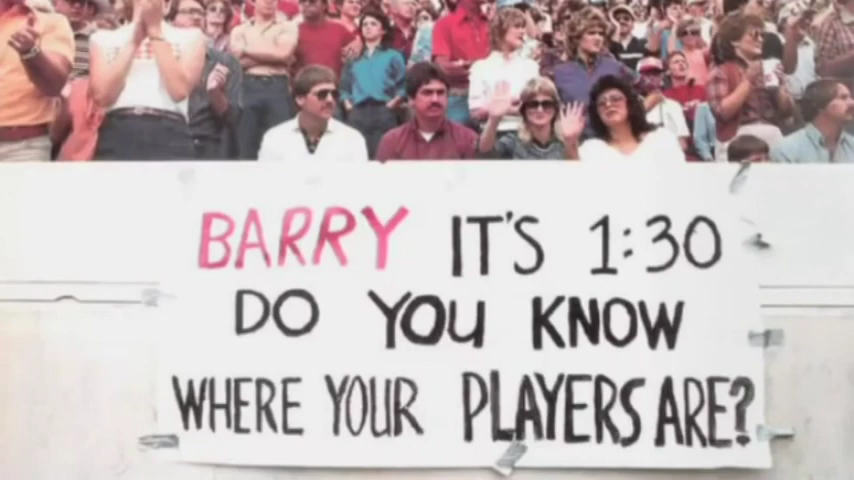 BARRY IT'S 1:30
DO YOU KNOW
WHERE YOUR PLAYERS ARE?